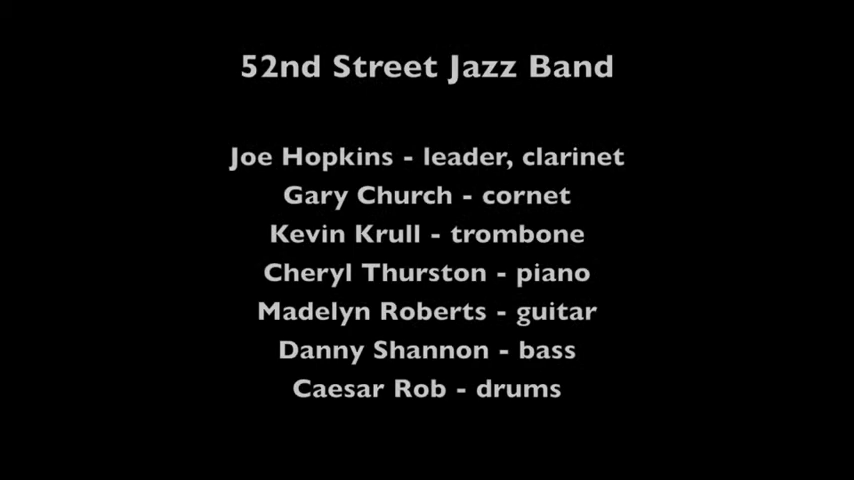 52nd Street Jazz Band
Joe Hopkins - leader, clarinet
Gary Church - cornet
Kevin Krull - trombone
Cheryl Thurston - piano
Madelyn Roberts - guitar
Danny Shannon - bass
Caesar Rob - drums